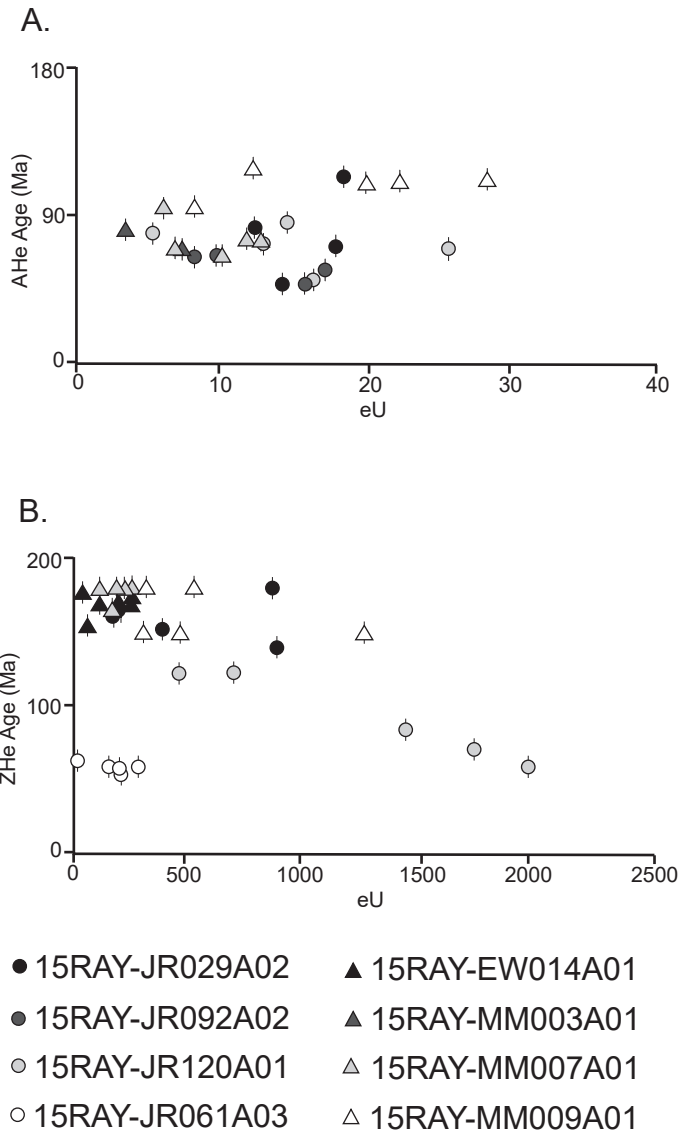 A.
180
90
0
AHe Age (Ma)
0 10 20 30 40
eU
B.
200
100
0
ZHe Age (Ma)
0 500 1000 1500 2000 2500
eU
15RAY-JR029A02 15RAY-EW014A01
15RAY-JR092A02 15RAY-MM003A01
15RAY-JR120A01 15RAY-MM007A01
15RAY-JR061A03 15RAY-MM009A01